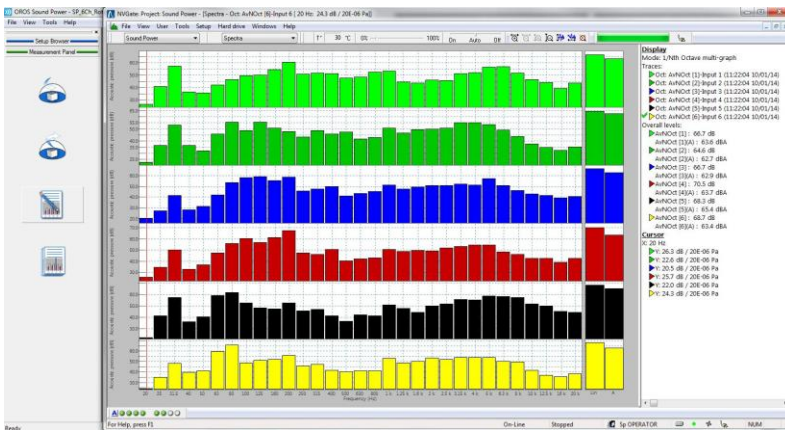 OROS Sound Power - SP_6Ch_Ro
File View Tools Help
Setup Browser
Measurement Panel
Ready
NVGate Project: Sound Power - [Spectra - Oct: AvNOct [6]-Input 6 [ 20 Hz: 24.3 dB / 20E-06 Pa]]
File View User Tools Setup Hard drive Windows Help
Sound Power
Spectra
1" 30 °C 0% 100% On Auto Off
Frequency (Hz)
Display
Mode: 1/Nth Octave multi-graph
Traces:
Oct: AvNOct [1]-Input 1 (11:22:04 10/01/14)
Oct: AvNOct [2]-Input 2 (11:22:04 10/01/14)
Oct: AvNOct [3]-Input 3 (11:22:04 10/01/14)
Oct: AvNOct [4]-Input 4 (11:22:04 10/01/14)
Oct: AvNOct [5]-Input 5 (11:22:04 10/01/14)
Oct: AvNOct [6]-Input 6 (11:22:04 10/01/14)
Overall levels:
AvNOct [1] : 66.7 dB
AvNOct [1](A) : 63.6 dBA
AvNOct [2] : 64.6 dB
AvNOct [2](A) : 62.7 dBA
AvNOct [3] : 66.7 dB
AvNOct [3](A) : 62.9 dBA
AvNOct [4] : 70.5 dB
AvNOct [4](A) : 63.7 dBA
AvNOct [5] : 68.3 dB
AvNOct [5](A) : 65.4 dBA
AvNOct [6] : 68.7 dB
AvNOct [6](A) : 63.4 dBA
Cursor
X: 20 Hz
Y: 26.3 dB / 20E-06 Pa
Y: 22.6 dB / 20E-06 Pa
Y: 20.5 dB / 20E-06 Pa
Y: 25.7 dB / 20E-06 Pa
Y: 22.0 dB / 20E-06 Pa
Y: 24.3 dB / 20E-06 Pa
For Help, press F1
On-Line Stopped Sp OPERATOR NUM